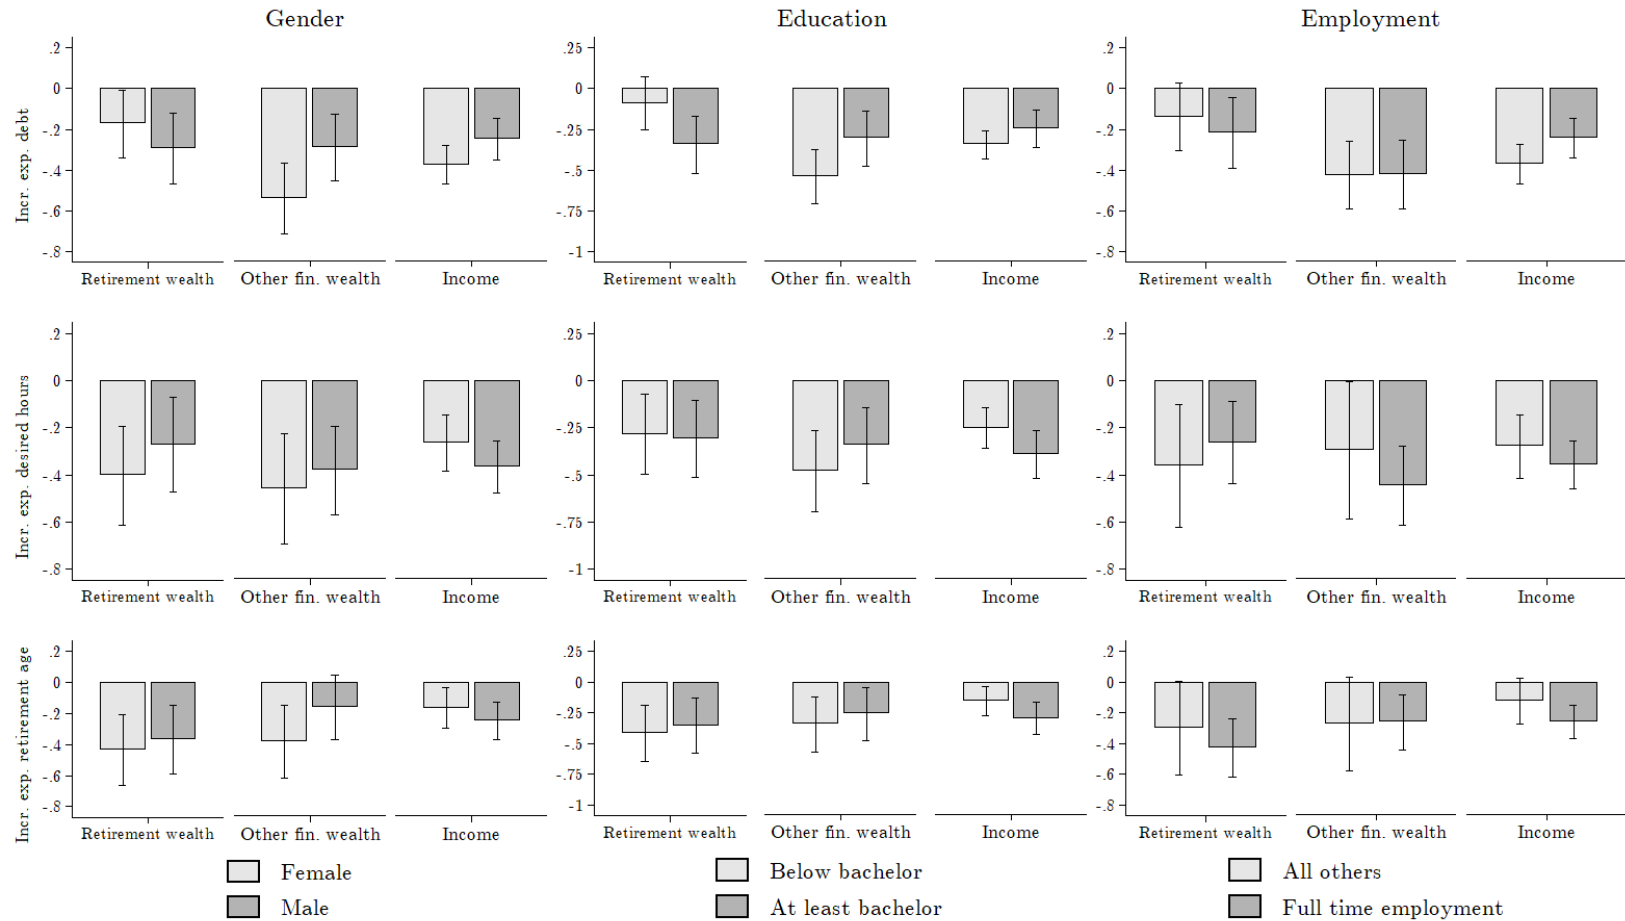 Gender
Education
Employment
Incr. exp. debt
.2
0
-.2
-.4
-.6
-.8
Retirement wealth
Other fin. wealth
Income
.25
0
-.25
-.5
-.75
-1
Retirement wealth
Other fin. wealth
Income
.2
0
-.2
-.4
-.6
-.8
Retirement wealth
Other fin. wealth
Income
Incr. exp. desired hours
.2
0
-.2
-.4
-.6
-.8
Retirement wealth
Other fin. wealth
Income
.25
0
-.25
-.5
-.75
-1
Retirement wealth
Other fin. wealth
Income
.2
0
-.2
-.4
-.6
-.8
Retirement wealth
Other fin. wealth
Income
Incr. exp. retirement age
.2
0
-.2
-.4
-.6
-.8
Retirement wealth
Other fin. wealth
Income
.25
0
-.25
-.5
-.75
-1
Retirement wealth
Other fin. wealth
Income
.2
0
-.2
-.4
-.6
-.8
Retirement wealth
Other fin. wealth
Income
Female
Male
Below bachelor
At least bachelor
All others
Full time employment